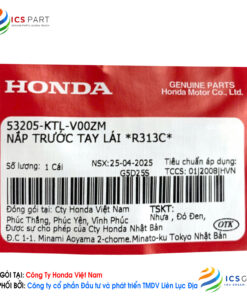 ICS PART
GENUINE PARTS
HONDA
Honda Motor Co., Ltd.
53205-KTL-V00ZM
NẮP TRƯỚC TAY LÁI *R313C*
Số lượng: 1 Cái
NSX:25-04-2025
Tiêu chuẩn áp dụng:
G5D25S
TCCS: 01|2008|HVN
Đóng gói tại: Cty Honda Việt Nam
TSKT:
Phúc Thắng, Phúc Yên, Vĩnh Phúc
Nhựa , Đỏ Đen,
Được sự cho phép của Cty Honda Nhật Bản
OTK
Đ.C 1-1. Minami Aoyama 2-chome.Minato-ku Tokyo Nhật Bản
GÓI TẠI: Công Ty Honda Việt Nam
PHỐI BỞI: Công ty cổ phần Đầu tư và phát triển TMDV Liên Lục Địa
ICS